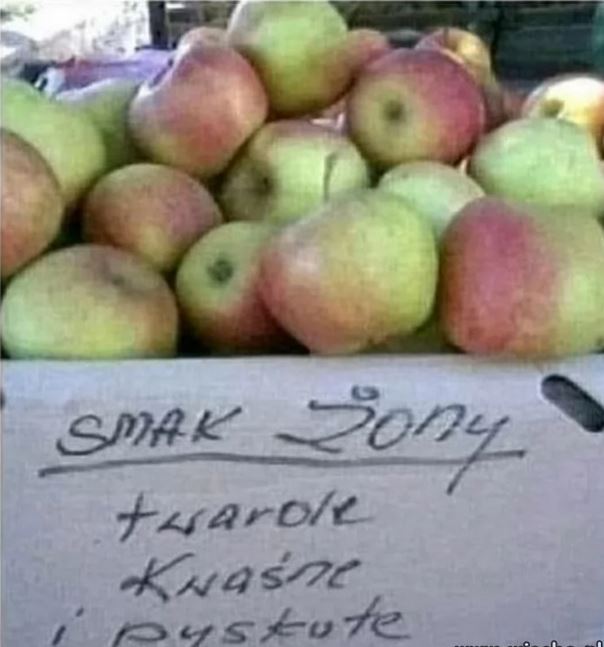 SMAK Żony
twarde
Kwaśne
i pyskate